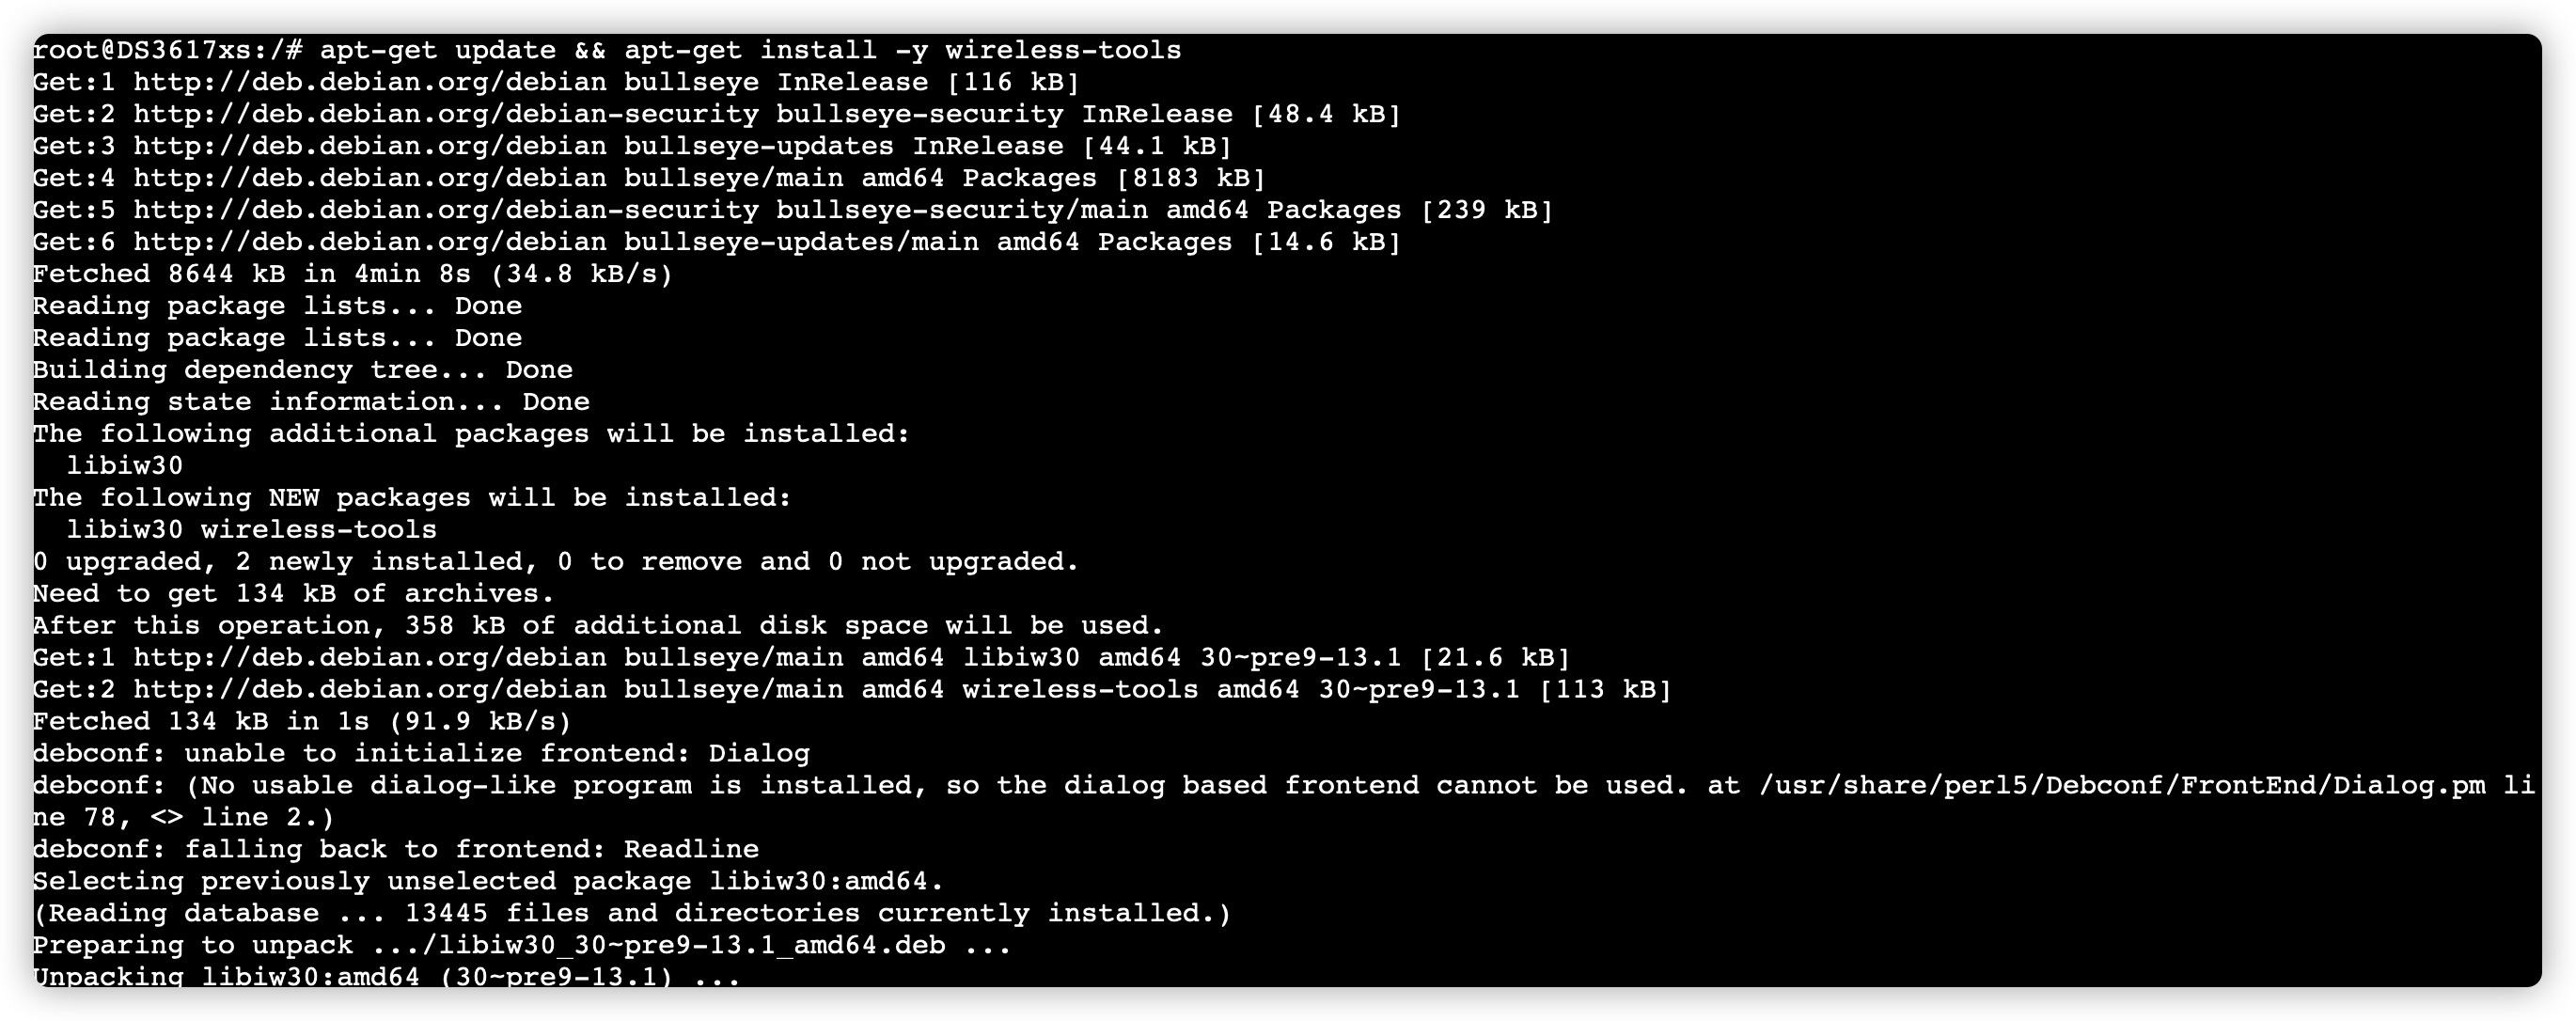 root@DS3617xs:/# apt-get update && apt-get install -y wireless-tools
Get:1 http://deb.debian.org/debian bullseye InRelease [116 kB]
Get:2 http://deb.debian.org/debian-security bullseye-security InRelease [48.4 kB]
Get:3 http://deb.debian.org/debian bullseye-updates InRelease [44.1 kB]
Get:4 http://deb.debian.org/debian bullseye/main amd64 Packages [8183 kB]
Get:5 http://deb.debian.org/debian-security bullseye-security/main amd64 Packages [239 kB]
Get:6 http://deb.debian.org/debian bullseye-updates/main amd64 Packages [14.6 kB]
Fetched 8644 kB in 4min 8s (34.8 kB/s)
Reading package lists... Done
Reading package lists... Done
Building dependency tree... Done
Reading state information... Done
The following additional packages will be installed:
  libiw30
The following NEW packages will be installed:
  libiw30 wireless-tools
0 upgraded, 2 newly installed, 0 to remove and 0 not upgraded.
Need to get 134 kB of archives.
After this operation, 358 kB of additional disk space will be used.
Get:1 http://deb.debian.org/debian bullseye/main amd64 libiw30 amd64 30~pre9-13.1 [21.6 kB]
Get:2 http://deb.debian.org/debian bullseye/main amd64 wireless-tools amd64 30~pre9-13.1 [113 kB]
Fetched 134 kB in 1s (91.9 kB/s)
debconf: unable to initialize frontend: Dialog
debconf: (No usable dialog-like program is installed, so the dialog based frontend cannot be used. at /usr/share/perl5/Debconf/FrontEnd/Dialog.pm li
ne 78, <> line 2.)
debconf: falling back to frontend: Readline
Selecting previously unselected package libiw30:amd64.
(Reading database ... 13445 files and directories currently installed.)
Preparing to unpack .../libiw30_30~pre9-13.1_amd64.deb ...
Unpacking libiw30:amd64 (30~pre9-13.1) ...